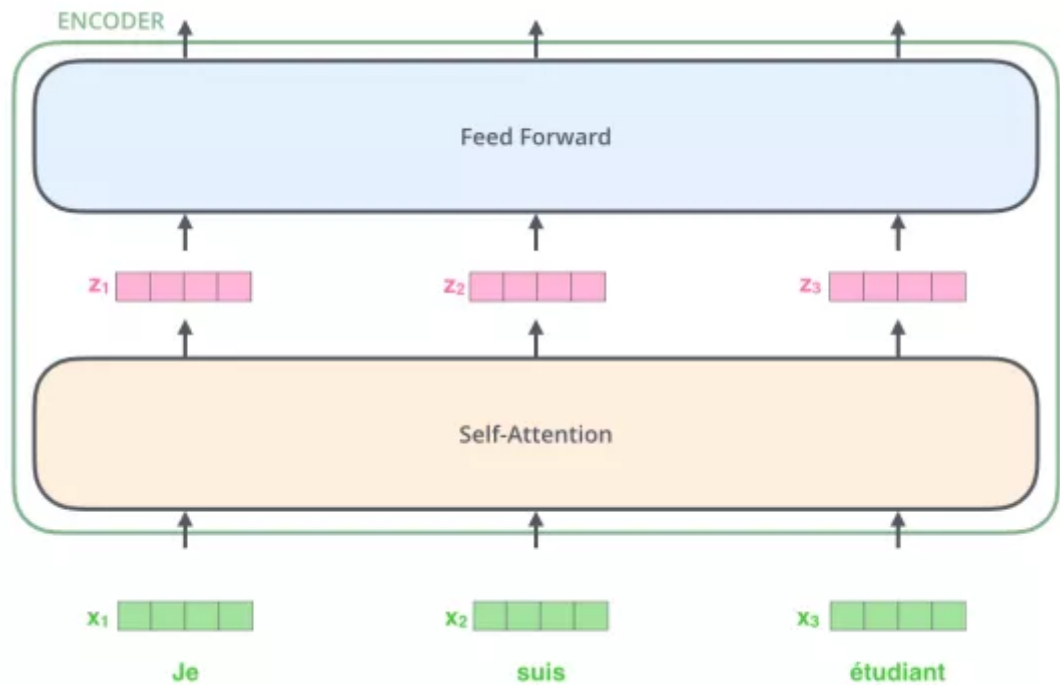 ENCODER
Feed Forward
z₁ z₂ z₃
Self-Attention
x₁ x₂ x₃
Je suis étudiant